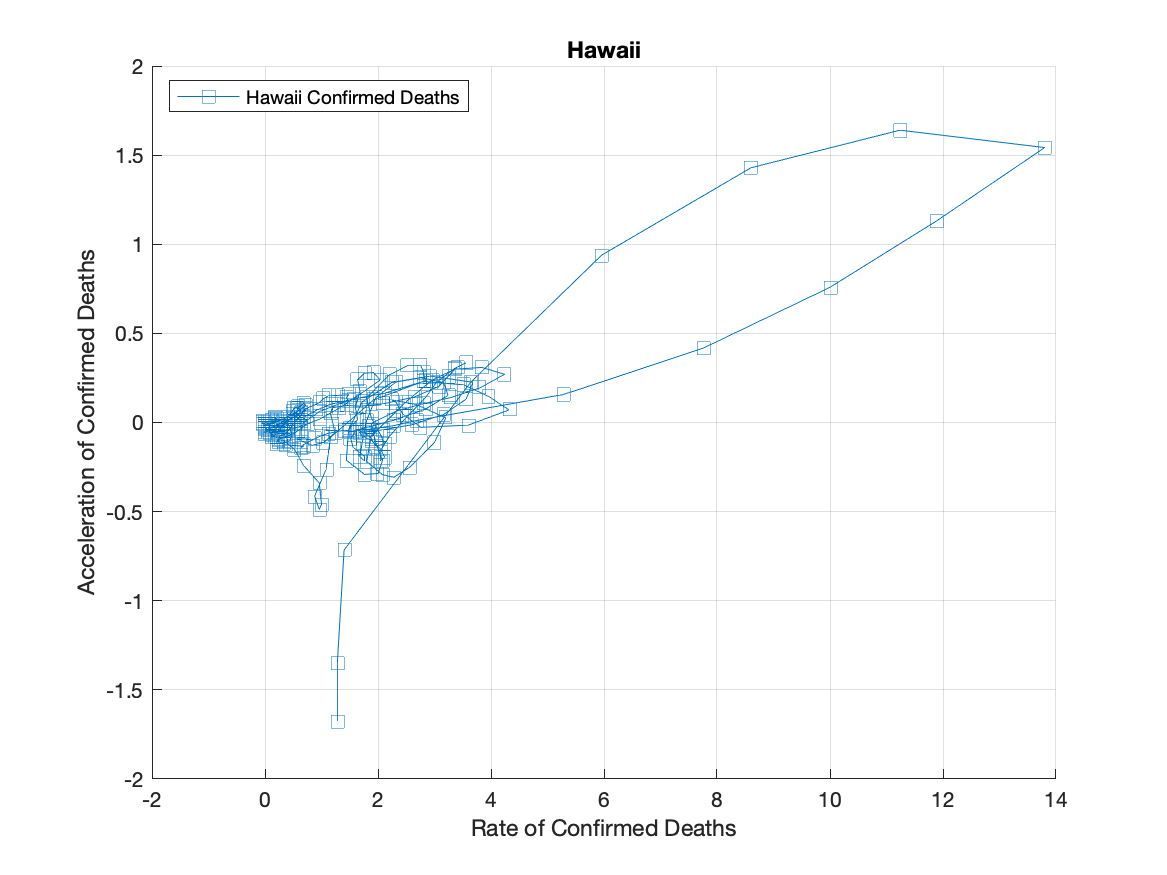 Hawaii
Hawaii Confirmed Deaths
2
1.5
1
0.5
0
-0.5
-1
-1.5
-2
Acceleration of Confirmed Deaths
-2 0 2 4 6 8 10 12 14
Rate of Confirmed Deaths